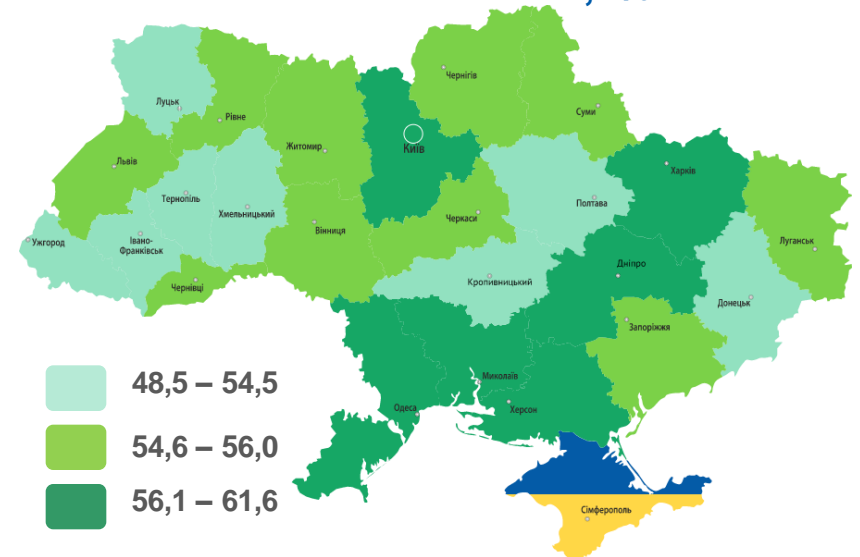 Чернігів
Луцьк
Суми
Рівне
Житомир
Київ
Львів
Харків
Тернопіль
Полтава
Хмельницький
Черкаси
Вінниця
Ужгород
Івано-
Франківськ
Луганськ
Дніпро
Кропивницький
Чернівці
Донецьк
Запоріжжя
Миколаїв
Одеса
Херсон
Сімферополь
48,5 – 54,5
54,6 – 56,0
56,1 – 61,6